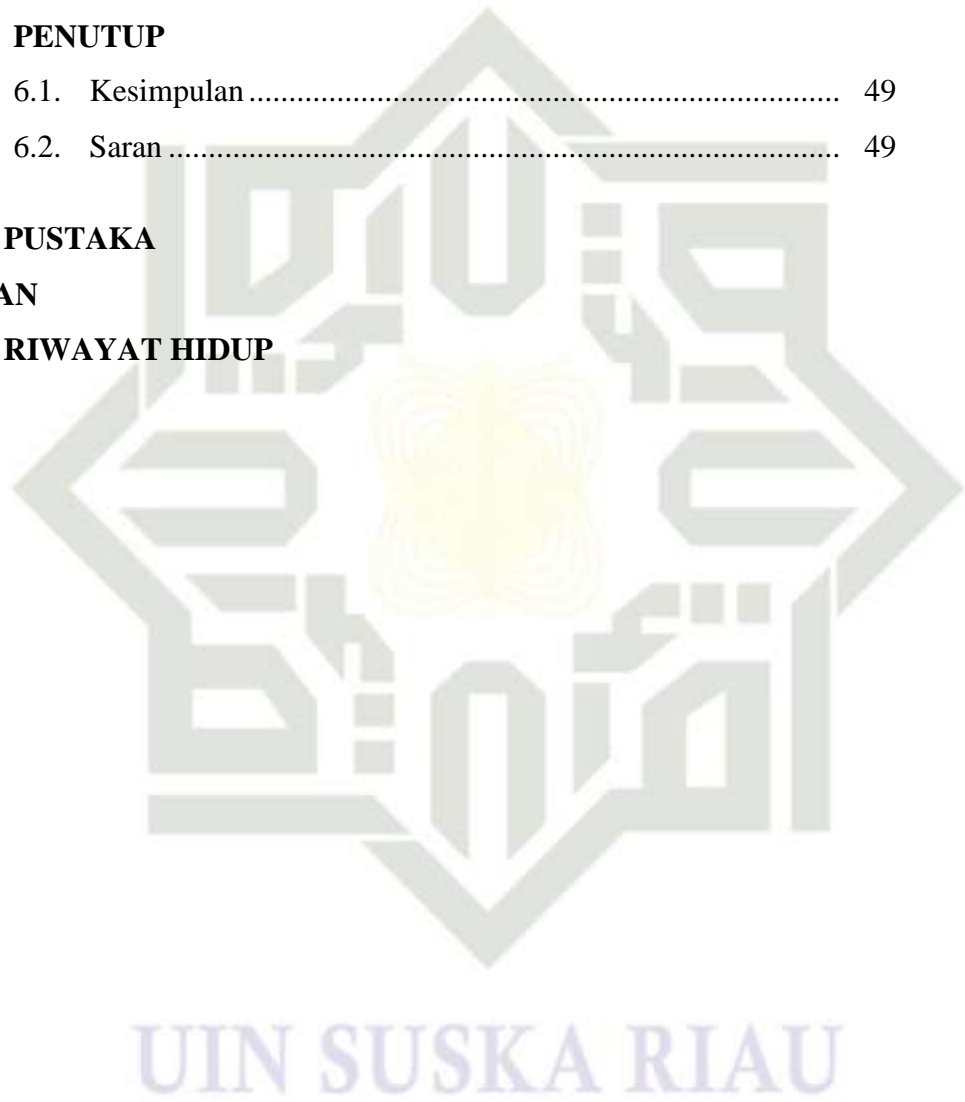 PENUTUP
6.1. Kesimpulan ........................................................................ 49
6.2. Saran .................................................................................. 49
PUSTAKA
AN
RIWAYAT HIDUP
UIN SUSKA RIAU